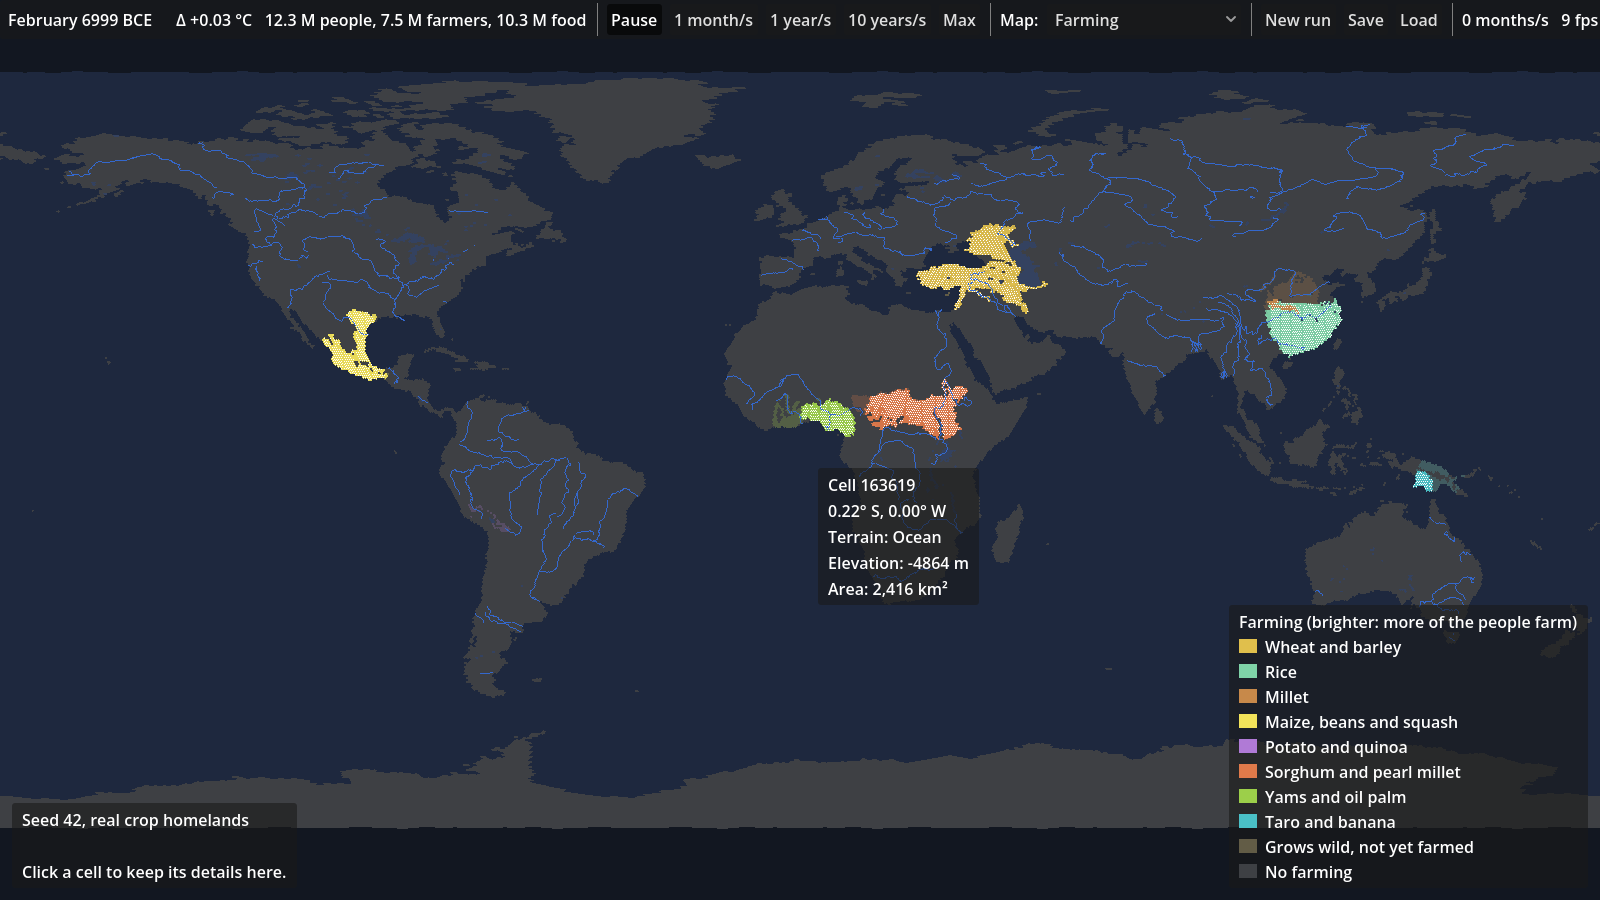 February 6999 BCE Δ +0.03 °C 12.3 M people, 7.5 M farmers, 10.3 M food Pause 1 month/s 1 year/s 10 years/s Max Map: Farming New run Save Load 0 months/s 9 fps
Cell 163619
0.22° S, 0.00° W
Terrain: Ocean
Elevation: -4864 m
Area: 2,416 km²
Farming (brighter: more of the people farm)
Wheat and barley
Rice
Millet
Maize, beans and squash
Potato and quinoa
Sorghum and pearl millet
Yams and oil palm
Taro and banana
Grows wild, not yet farmed
No farming
Seed 42, real crop homelands
Click a cell to keep its details here.